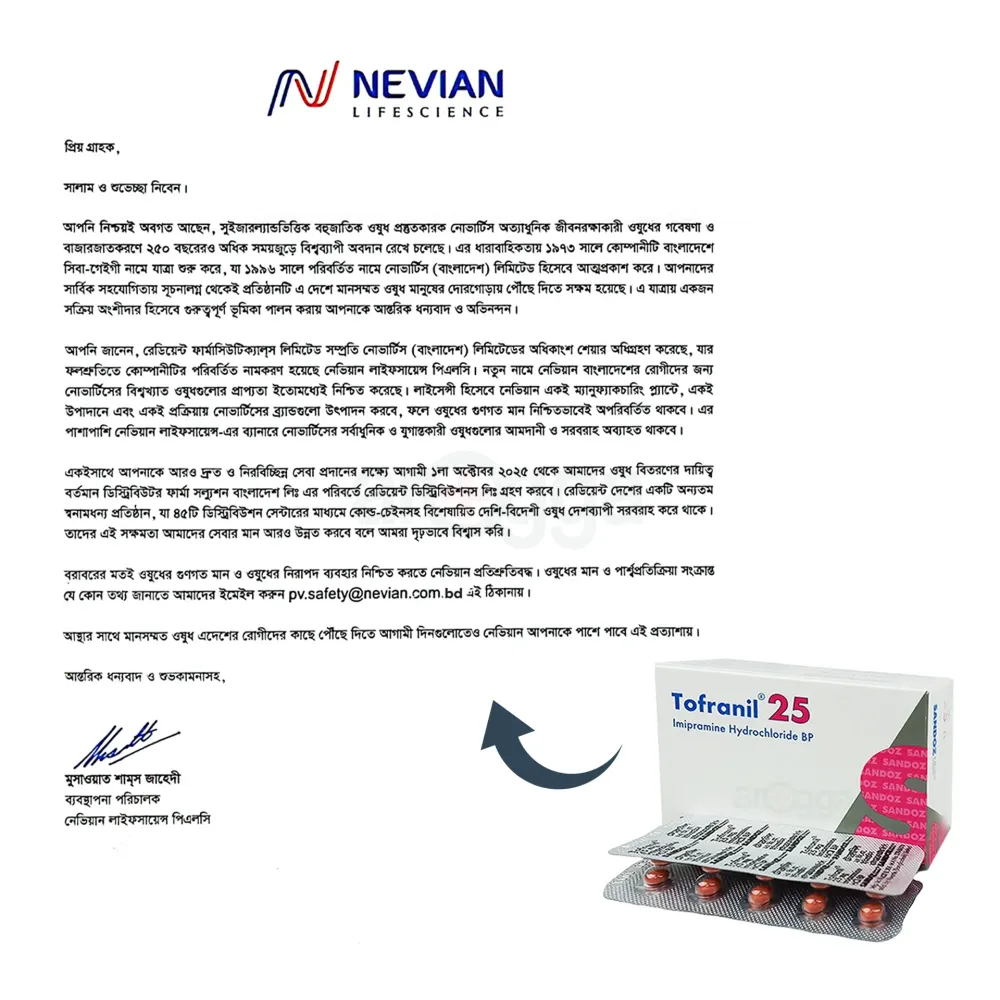 NEVIAN
LIFESCIENCE
প্রিয় গ্রাহক,
সালাম ও শুভেচ্ছা নিবেন।
আপনি নিশ্চয়ই অবগত আছেন, সুইজারল্যান্ডভিত্তিক বহুজাতিক ওষুধ প্রস্তুতকারক নোভার্টিস অত্যাধুনিক জীবনরক্ষাকারী ওষুধের গবেষণা ও
বাজারজাতকরণে ২৫০ বছরেরও অধিক সময়জুড়ে বিশ্বব্যাপী অবদান রেখে চলেছে। এর ধারাবাহিকতায় ১৯৭৩ সালে কোম্পানীটি বাংলাদেশে
সিবা-গেইগী নামে যাত্রা শুরু করে, যা ১৯৯৬ সালে পরিবর্তিত নামে নোভার্টিস (বাংলাদেশ) লিমিটেড হিসেবে আত্মপ্রকাশ করে। আপনাদের
সার্বিক সহযোগিতায় সূচনালগ্ন থেকেই প্রতিষ্ঠানটি এ দেশে মানসম্মত ওষুধ মানুষের দোরগোড়ায় পৌঁছে দিতে সক্ষম হয়েছে। এ যাত্রায় একজন
সক্রিয় অংশীদার হিসেবে গুরুত্বপূর্ণ ভূমিকা পালন করায় আপনাকে আন্তরিক ধন্যবাদ ও অভিনন্দন।
আপনি জানেন, রেডিয়েন্ট ফার্মাসিউটিক্যাল্‌স লিমিটেড সম্প্রতি নোভার্টিস (বাংলাদেশ) লিমিটেডের অধিকাংশ শেয়ার অধিগ্রহণ করেছে, যার
ফলশ্রুতিতে কোম্পানীটির পরিবর্তিত নামকরণ হয়েছে নেভিয়ান লাইফসায়েন্স পিএলসি। নতুন নামে নেভিয়ান বাংলাদেশের রোগীদের জন্য
নোভার্টিসের বিশ্বখ্যাত ওষুধগুলোর প্রাপ্যতা ইতোমধ্যেই নিশ্চিত করেছে। লাইসেন্সী হিসেবে নেভিয়ান একই ম্যানুফ্যাকচারিং প্ল্যান্টে, একই
উপাদানে এবং একই প্রক্রিয়ায় নোভার্টিসের ব্র্যান্ডগুলো উৎপাদন করবে, ফলে ওষুধের গুণগত মান নিশ্চিতভাবেই অপরিবর্তিত থাকবে। এর
পাশাপাশি নেভিয়ান লাইফসায়েন্স-এর ব্যানারে নোভার্টিসের সর্বাধুনিক ও যুগান্তকারী ওষুধগুলোর আমদানী ও সরবরাহ অব্যাহত থাকবে।
একইসাথে আপনাকে আরও দ্রুত ও নিরবিচ্ছিন্ন সেবা প্রদানের লক্ষ্যে আগামী ১লা অক্টোবর ২০২৫ থেকে আমাদের ওষুধ বিতরণের দায়িত্ব
বর্তমান ডিস্ট্রিবিউটর ফার্মা সল্যুশন বাংলাদেশ লিঃ এর পরিবর্তে রেডিয়েন্ট ডিস্ট্রিবিউশনস লিঃ গ্রহণ করবে। রেডিয়েন্ট দেশের একটি অন্যতম
স্বনামধন্য প্রতিষ্ঠান, যা ৪৫টি ডিস্ট্রিবিউশন সেন্টারের মাধ্যমে কোল্ড-চেইনসহ বিশেষায়িত দেশি-বিদেশী ওষুধ দেশব্যাপী সরবরাহ করে থাকে।
তাদের এই সক্ষমতা আমাদের সেবার মান আরও উন্নত করবে বলে আমরা দৃঢ়ভাবে বিশ্বাস করি।
বরাবরের মতই ওষুধের গুণগত মান ও ওষুধের নিরাপদ ব্যবহার নিশ্চিত করতে নেভিয়ান প্রতিশ্রুতিবদ্ধ। ওষুধের মান ও পার্শ্বপ্রতিক্রিয়া সংক্রান্ত
যে কোন তথ্য জানাতে আমাদের ইমেইল করুন pv.safety@nevian.com.bd এই ঠিকানায়।
আস্থার সাথে মানসম্মত ওষুধ এদেশের রোগীদের কাছে পৌঁছে দিতে আগামী দিনগুলোতেও নেভিয়ান আপনাকে পাশে পাবে এই প্রত্যাশায়।
আন্তরিক ধন্যবাদ ও শুভকামনাসহ,
মুসাওয়াত শাম্‌স জাহেদী
ব্যবস্থাপনা পরিচালক
নেভিয়ান লাইফসায়েন্স পিএলসি
Tofranil® 25
Imipramine Hydrochloride BP
SANDOZ